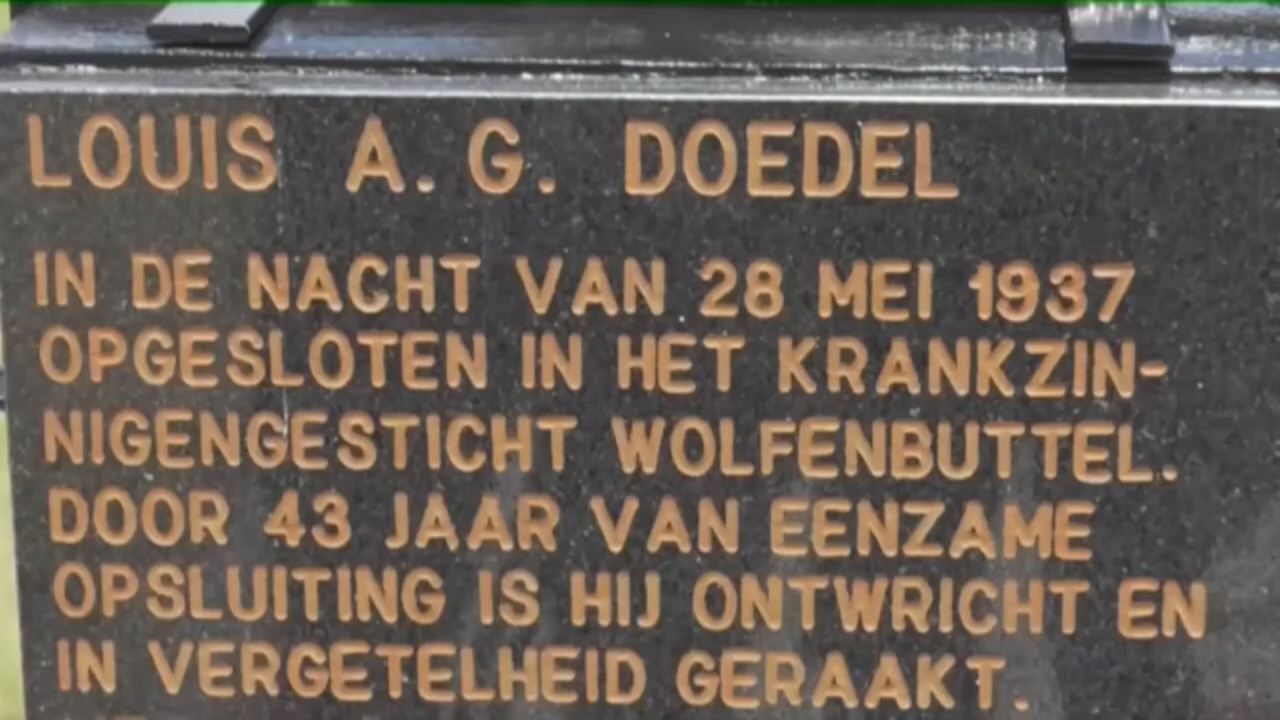 LOUIS A. G. DOEDEL
IN DE NACHT VAN 28 MEI 1937
OPGESLOTEN IN HET KRANKZIN-
NIGENGESTICHT WOLFENBUTTEL.
DOOR 43 JAAR VAN EENZAME
OPSLUITING IS HIJ ONTWRICHT EN
IN VERGETELHEID GERAAKT.